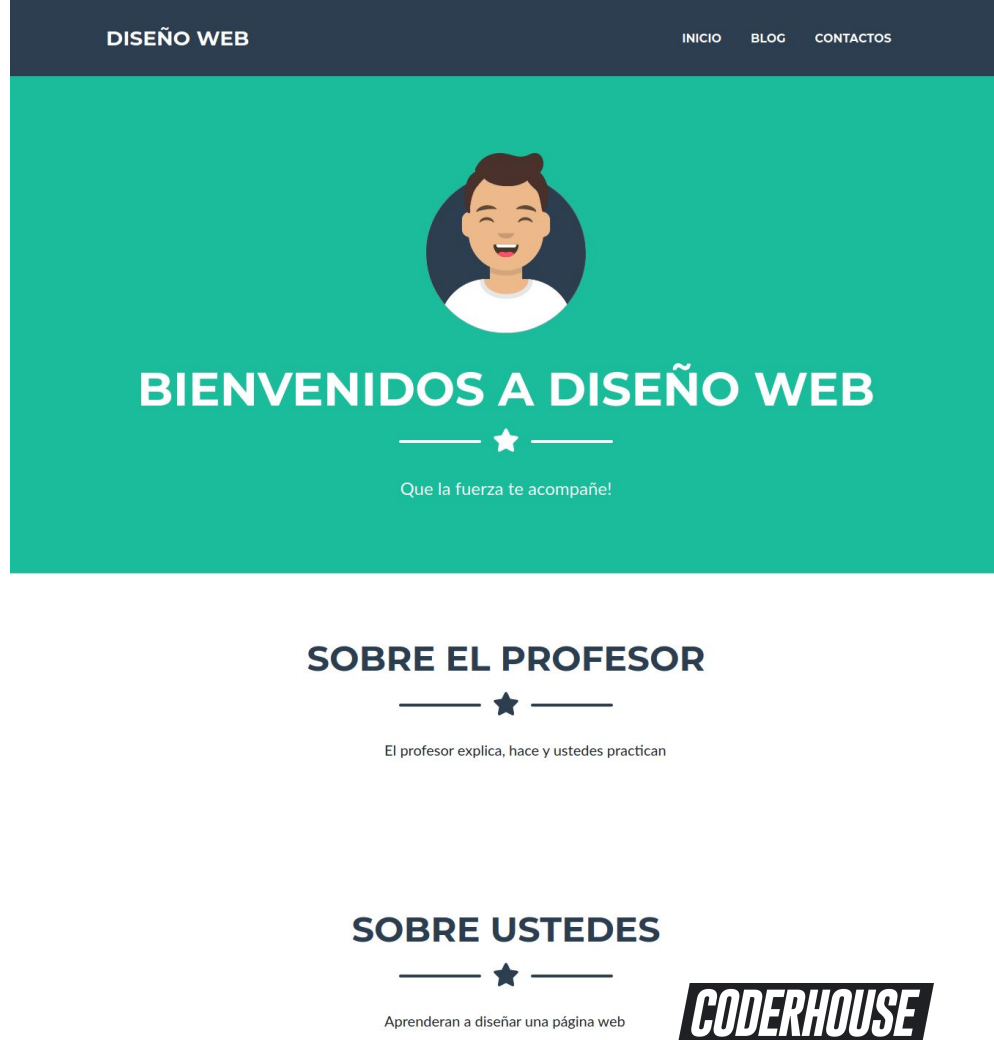 DISEÑO WEB
INICIO BLOG CONTACTOS
BIENVENIDOS A DISEÑO WEB
Que la fuerza te acompañe!
SOBRE EL PROFESOR
El profesor explica, hace y ustedes practican
SOBRE USTEDES
Aprenderan a diseñar una página web
CODERHOUSE